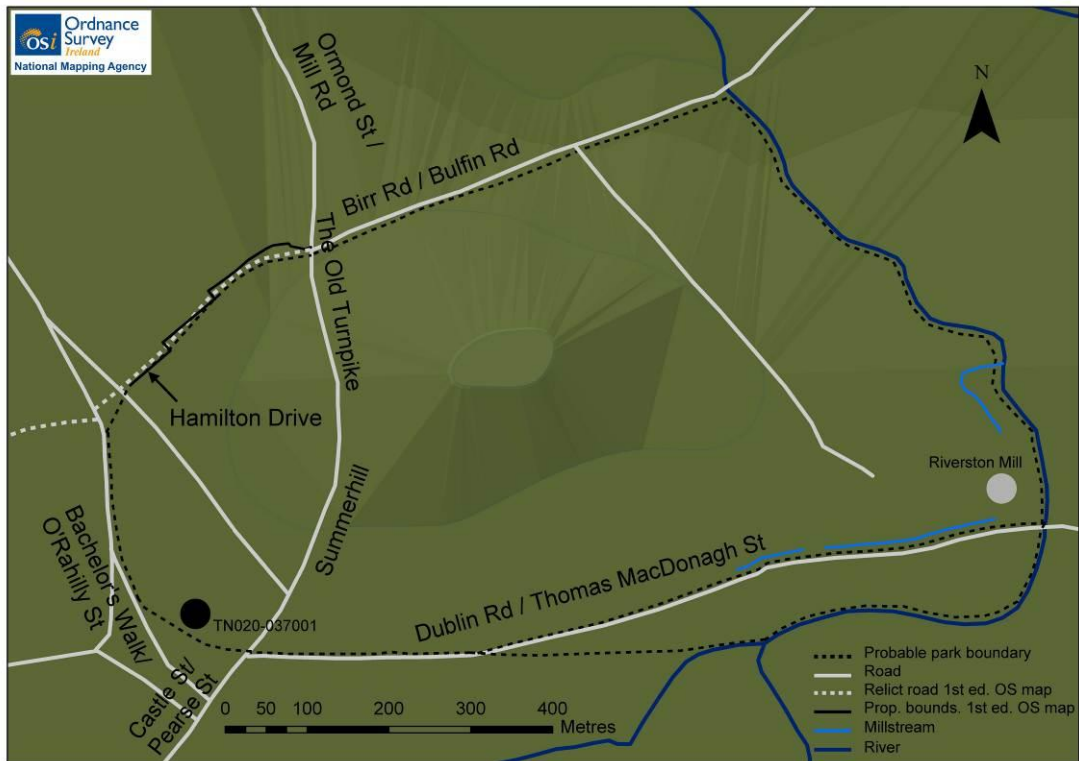 OSi
Ordnance
Survey
Ireland
National Mapping Agency
Ormond St /
Mill Rd
N
Birr Rd / Bulfin Rd
The Old Turnpike
Hamilton Drive
Riverston Mill
Summerhill
Bachelor's Walk/
O'Rahilly St
Dublin Rd / Thomas MacDonagh St
TN020-037001
Castle St/
Pearse St
0 50 100 200 300 400
Metres
Probable park boundary
Road
Relict road 1st ed. OS map
Prop. bounds. 1st ed. OS map
Millstream
River